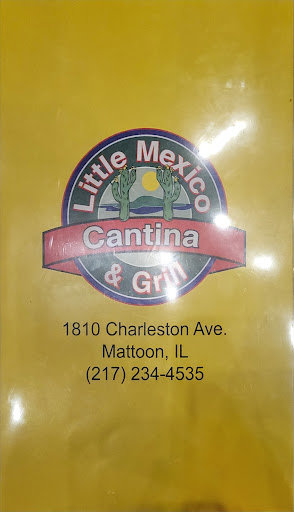 Little Mexico
Cantina
& Grill
1810 Charleston Ave.
Mattoon, IL
(217) 234-4535